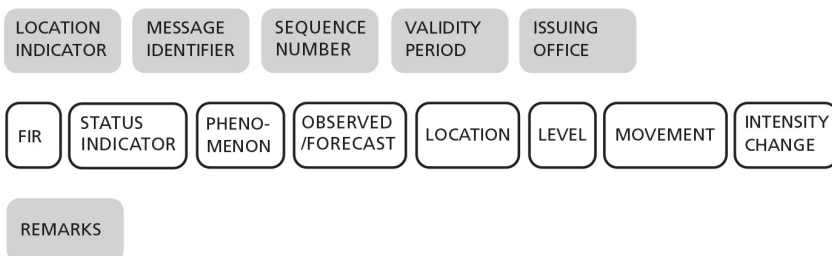 LOCATION
INDICATOR
MESSAGE
IDENTIFIER
SEQUENCE
NUMBER
VALIDITY
PERIOD
ISSUING
OFFICE
FIR
STATUS
INDICATOR
PHENO-
MENON
OBSERVED
/FORECAST
LOCATION
LEVEL
MOVEMENT
INTENSITY
CHANGE
REMARKS